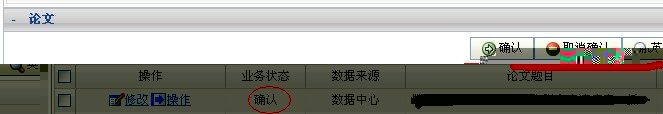 - 论文
确认 取消确认 英
操作 业务状态 数据来源 论文题目
修改 操作 确认 数据中心